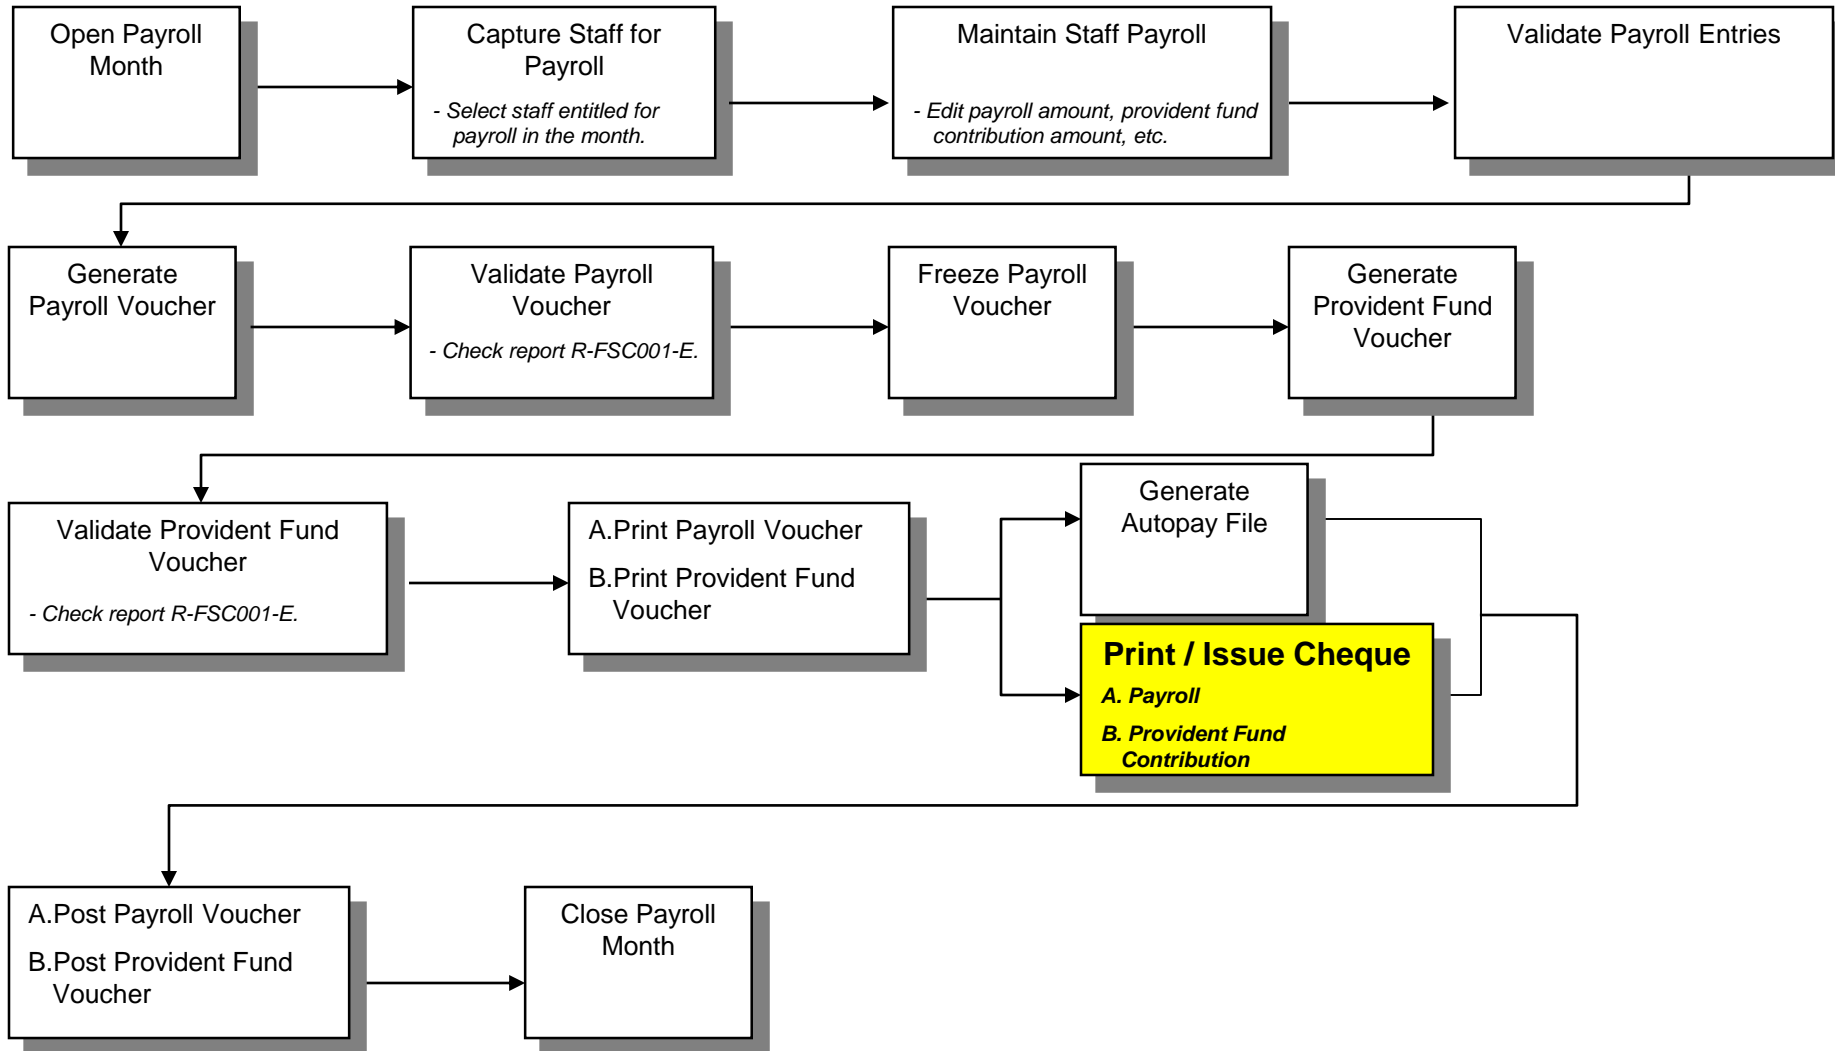 Open Payroll
Month
Capture Staff for
Payroll
- Select staff entitled for
payroll in the month.
Maintain Staff Payroll
- Edit payroll amount, provident fund
contribution amount, etc.
Validate Payroll Entries
Generate
Payroll Voucher
Validate Payroll
Voucher
- Check report R-FSC001-E.
Freeze Payroll
Voucher
Generate
Provident Fund
Voucher
Validate Provident Fund
Voucher
- Check report R-FSC001-E.
A.Print Payroll Voucher
B.Print Provident Fund
Voucher
Generate
Autopay File
Print / Issue Cheque
A. Payroll
B. Provident Fund
Contribution
A.Post Payroll Voucher
B.Post Provident Fund
Voucher
Close Payroll
Month